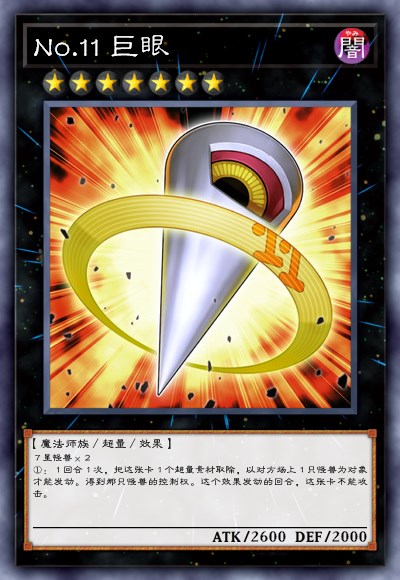 No.11 巨眼
やみ
闇
11
【魔法师族／超量／效果】
７星怪兽×２
①：１回合１次，把这张卡１个超量素材取除，以对方场上１只怪兽为对象
才能发动。得到那只怪兽的控制权。这个效果发动的回合，这张卡不能攻
击。
ATK/2600 DEF/2000